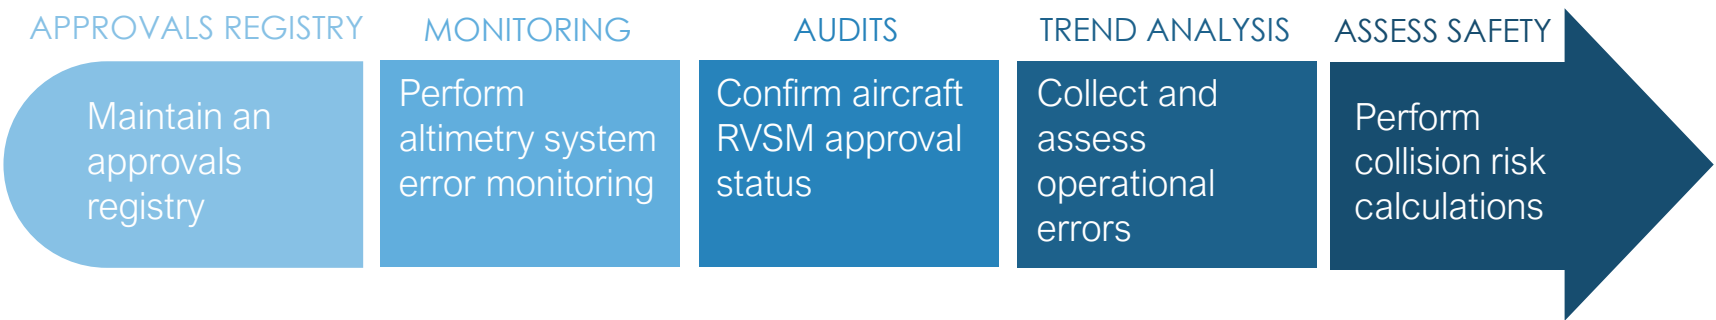 APPROVALS REGISTRY
Maintain an
approvals
registry
MONITORING
Perform
altimetry system
error monitoring
AUDITS
Confirm aircraft
RVSM approval
status
TREND ANALYSIS
Collect and
assess
operational
errors
ASSESS SAFETY
Perform
collision risk
calculations